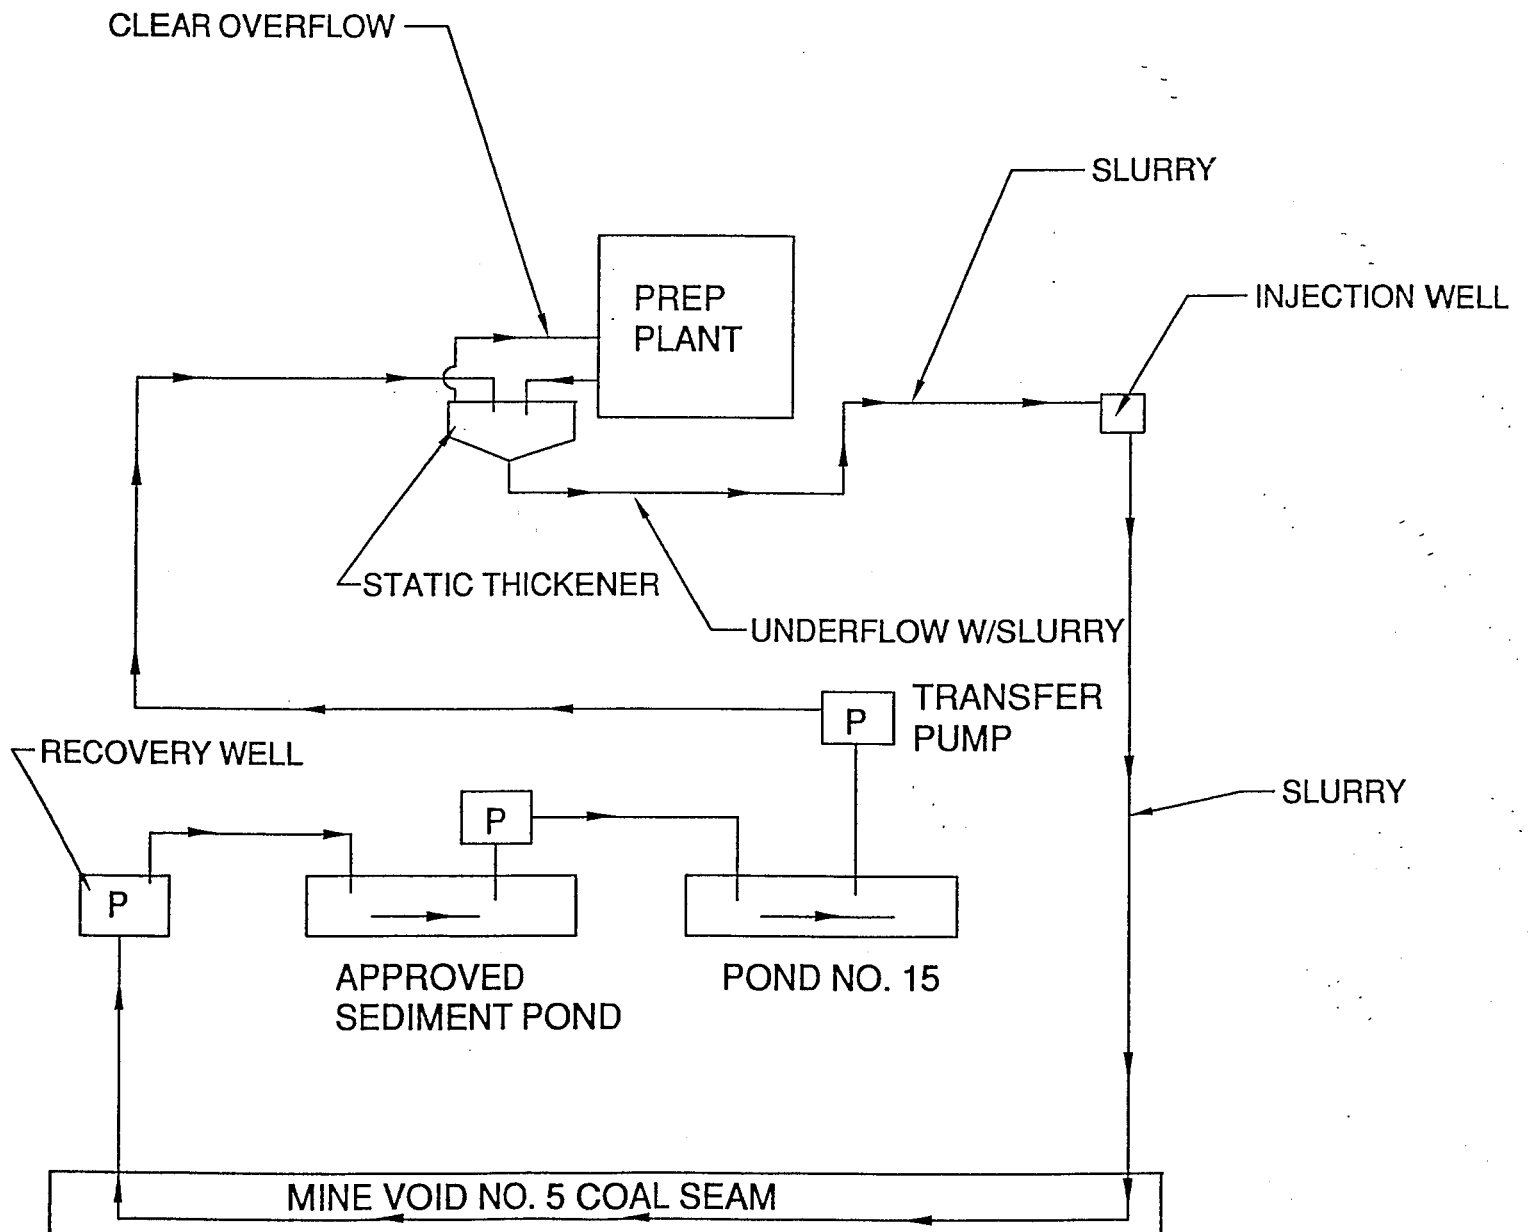 CLEAR OVERFLOW
SLURRY
PREP
PLANT
INJECTION WELL
STATIC THICKENER
UNDERFLOW W/SLURRY
TRANSFER
PUMP
P
RECOVERY WELL
SLURRY
P
P
APPROVED
SEDIMENT POND
POND NO. 15
MINE VOID NO. 5 COAL SEAM